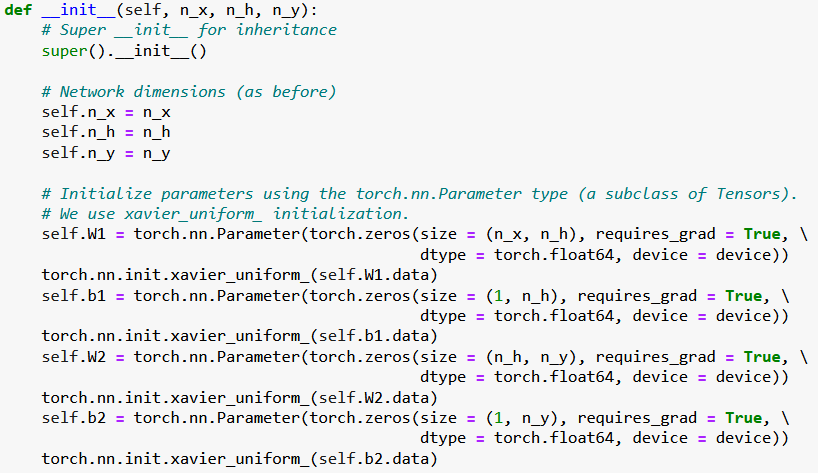 def __init__(self, n_x, n_h, n_y):
    # Super __init__ for inheritance
    super().__init__()

    # Network dimensions (as before)
    self.n_x = n_x
    self.n_h = n_h
    self.n_y = n_y

    # Initialize parameters using the torch.nn.Parameter type (a subclass of Tensors).
    # We use xavier_uniform_ initialization.
    self.W1 = torch.nn.Parameter(torch.zeros(size = (n_x, n_h), requires_grad = True, \
                                             dtype = torch.float64, device = device))
    torch.nn.init.xavier_uniform_(self.W1.data)
    self.b1 = torch.nn.Parameter(torch.zeros(size = (1, n_h), requires_grad = True, \
                                             dtype = torch.float64, device = device))
    torch.nn.init.xavier_uniform_(self.b1.data)
    self.W2 = torch.nn.Parameter(torch.zeros(size = (n_h, n_y), requires_grad = True, \
                                             dtype = torch.float64, device = device))
    torch.nn.init.xavier_uniform_(self.W2.data)
    self.b2 = torch.nn.Parameter(torch.zeros(size = (1, n_y), requires_grad = True, \
                                             dtype = torch.float64, device = device))
    torch.nn.init.xavier_uniform_(self.b2.data)